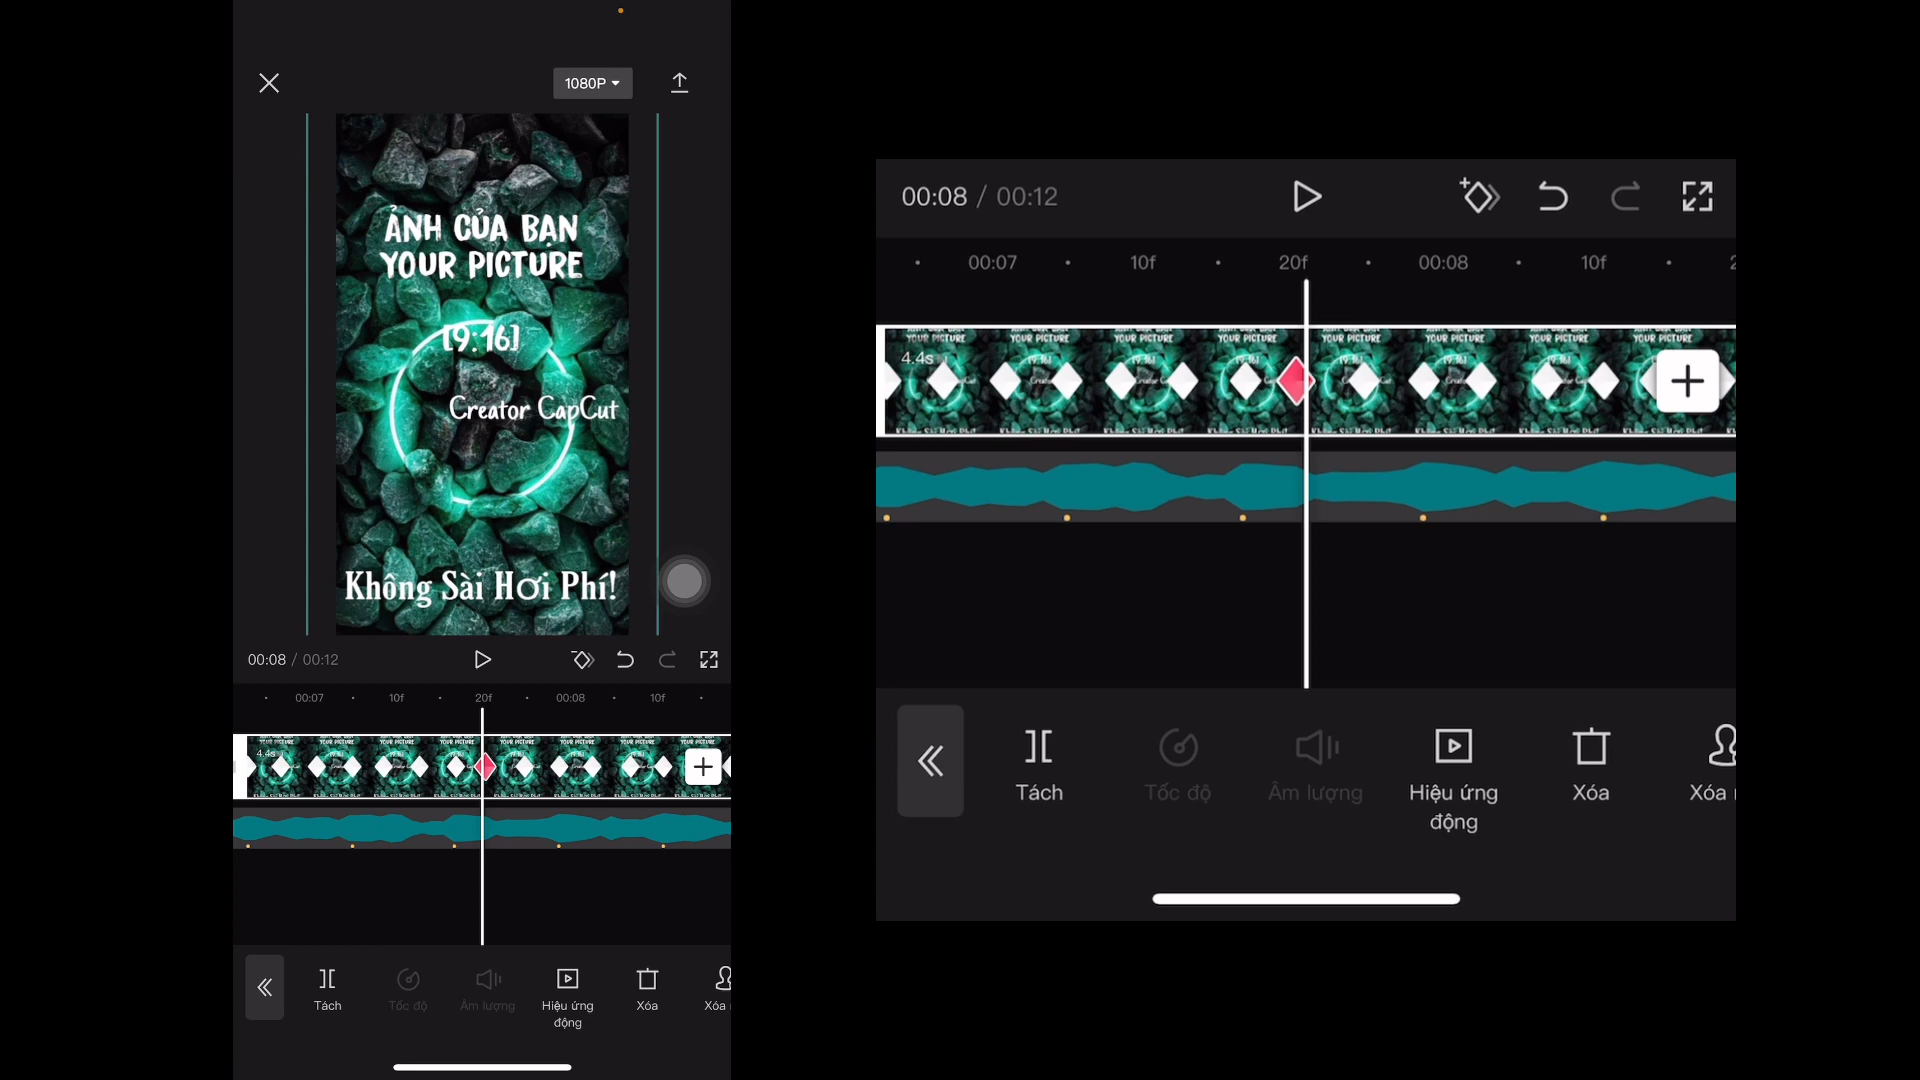 1080P
ẢNH CỦA BẠN
YOUR PICTURE
[9:16]
Creator CapCut
Không Sài Hơi Phí!
00:08 / 00:12
00:07 10f 20f 00:08 10f
4.4s
Tách
Tốc độ
Âm lượng
Hiệu ứng
động
Xóa
Xóa
00:08 / 00:12
00:07 10f 20f 00:08 10f
4.4s
Tách
Tốc độ
Âm lượng
Hiệu ứng
động
Xóa
Xóa